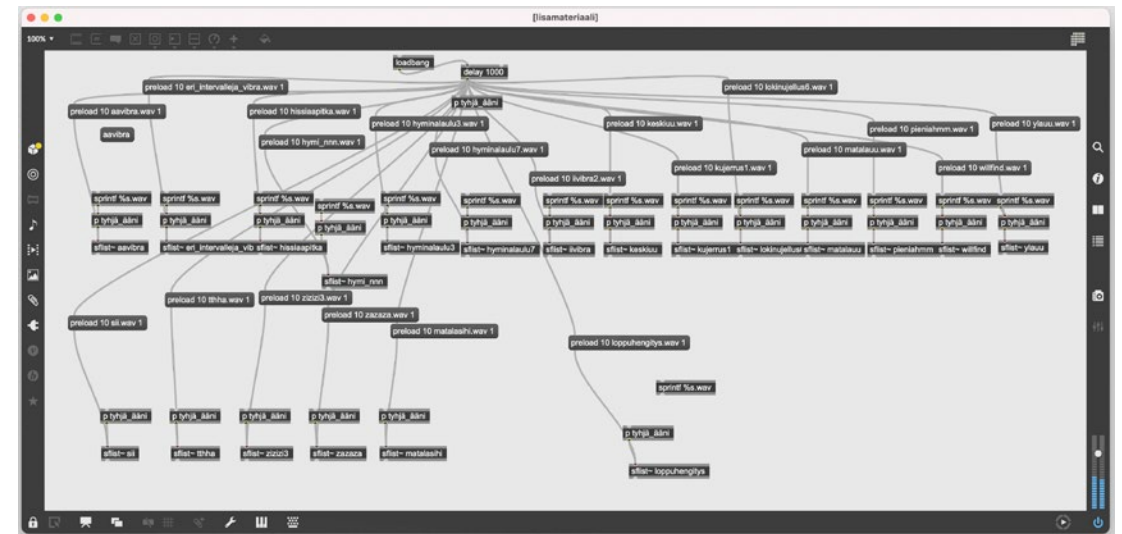 [lisamateriaali]
100%
loadbang
delay 1000
preload 10 eri_intervalleja_vibra.wav 1
preload 10 lokinujellus6.wav 1
p tyhjä_ääni
preload 10 aavibra.wav 1
preload 10 hissiaapitka.wav 1
preload 10 hyminalaulu3.wav 1
preload 10 keskiuu.wav 1
preload 10 pieniahmm.wav 1
preload 10 ylauu.wav 1
aavibra
preload 10 hymi_nnn.wav 1
preload 10 hyminalaulu7.wav 1
preload 10 matalauu.wav 1
preload 10 kujerrus1.wav 1
preload 10 willfind.wav 1
preload 10 iivibra2.wav 1
sprintf %s.wav
sprintf %s.wav
sprintf %s.wav
sprintf %s.wav
sprintf %s.wav
sprintf %s.wav
sprintf %s.wav
sprintf %s.wav
sprintf %s.wav
sprintf %s.wav
sprintf %s.wav
sprintf %s.wav
sprintf %s.wav
sprintf %s.wav
p tyhjä_ääni
p tyhjä_ääni
p tyhjä_ääni
p tyhjä_ääni
p tyhjä_ääni
p tyhjä_ääni
p tyhjä_ääni
p tyhjä_ääni
p tyhjä_ääni
p tyhjä_ääni
p tyhjä_ääni
p tyhjä_ääni
p tyhjä_ääni
p tyhjä_ääni
sflist~ aavibra
sflist~ eri_intervalleja_vib
sflist~ hissiaapitka
sflist~ hyminalaulu3
sflist~ hyminalaulu7
sflist~ iivibra
sflist~ keskiuu
sflist~ kujerrus1
sflist~ lokinujellus
sflist~ matalauu
sflist~ pieniahmm
sflist~ willfind
sflist~ ylauu
sflist~ hymi_nnn
preload 10 tthha.wav 1
preload 10 zizizi3.wav 1
preload 10 zazaza.wav 1
preload 10 sii.wav 1
preload 10 matalasihi.wav 1
preload 10 loppuhengitys.wav 1
sprintf %s.wav
p tyhjä_ääni
p tyhjä_ääni
p tyhjä_ääni
p tyhjä_ääni
p tyhjä_ääni
p tyhjä_ääni
sflist~ sii
sflist~ tthha
sflist~ zizizi3
sflist~ zazaza
sflist~ matalasihi
sflist~ loppuhengitys